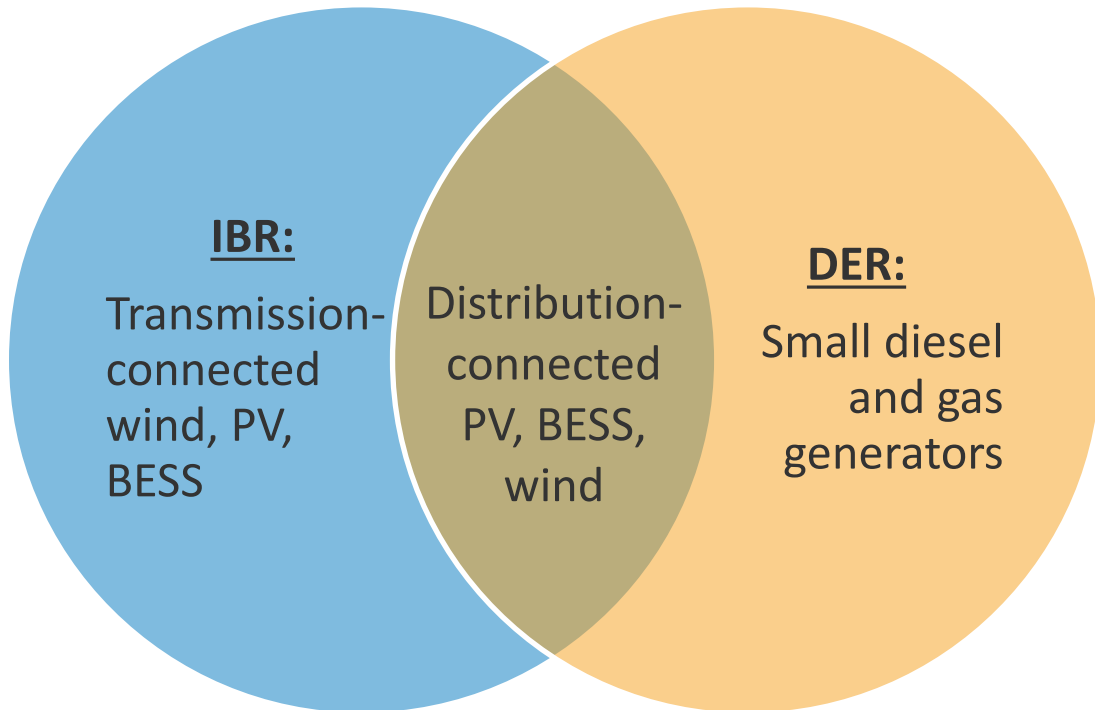 IBR:
Transmission-
connected
wind, PV,
BESS
Distribution-
connected
PV, BESS,
wind
DER:
Small diesel
and gas
generators